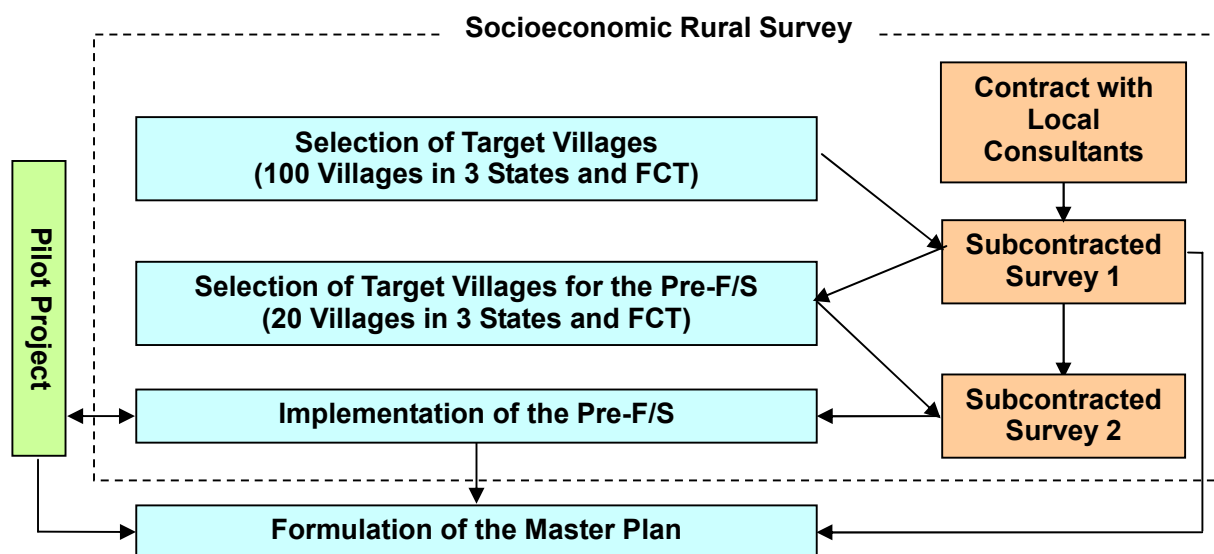 Socioeconomic Rural Survey
Contract with
Local
Consultants
Selection of Target Villages
(100 Villages in 3 States and FCT)
Pilot Project
Subcontracted
Survey 1
Selection of Target Villages for the Pre-F/S
(20 Villages in 3 States and FCT)
Implementation of the Pre-F/S
Subcontracted
Survey 2
Formulation of the Master Plan